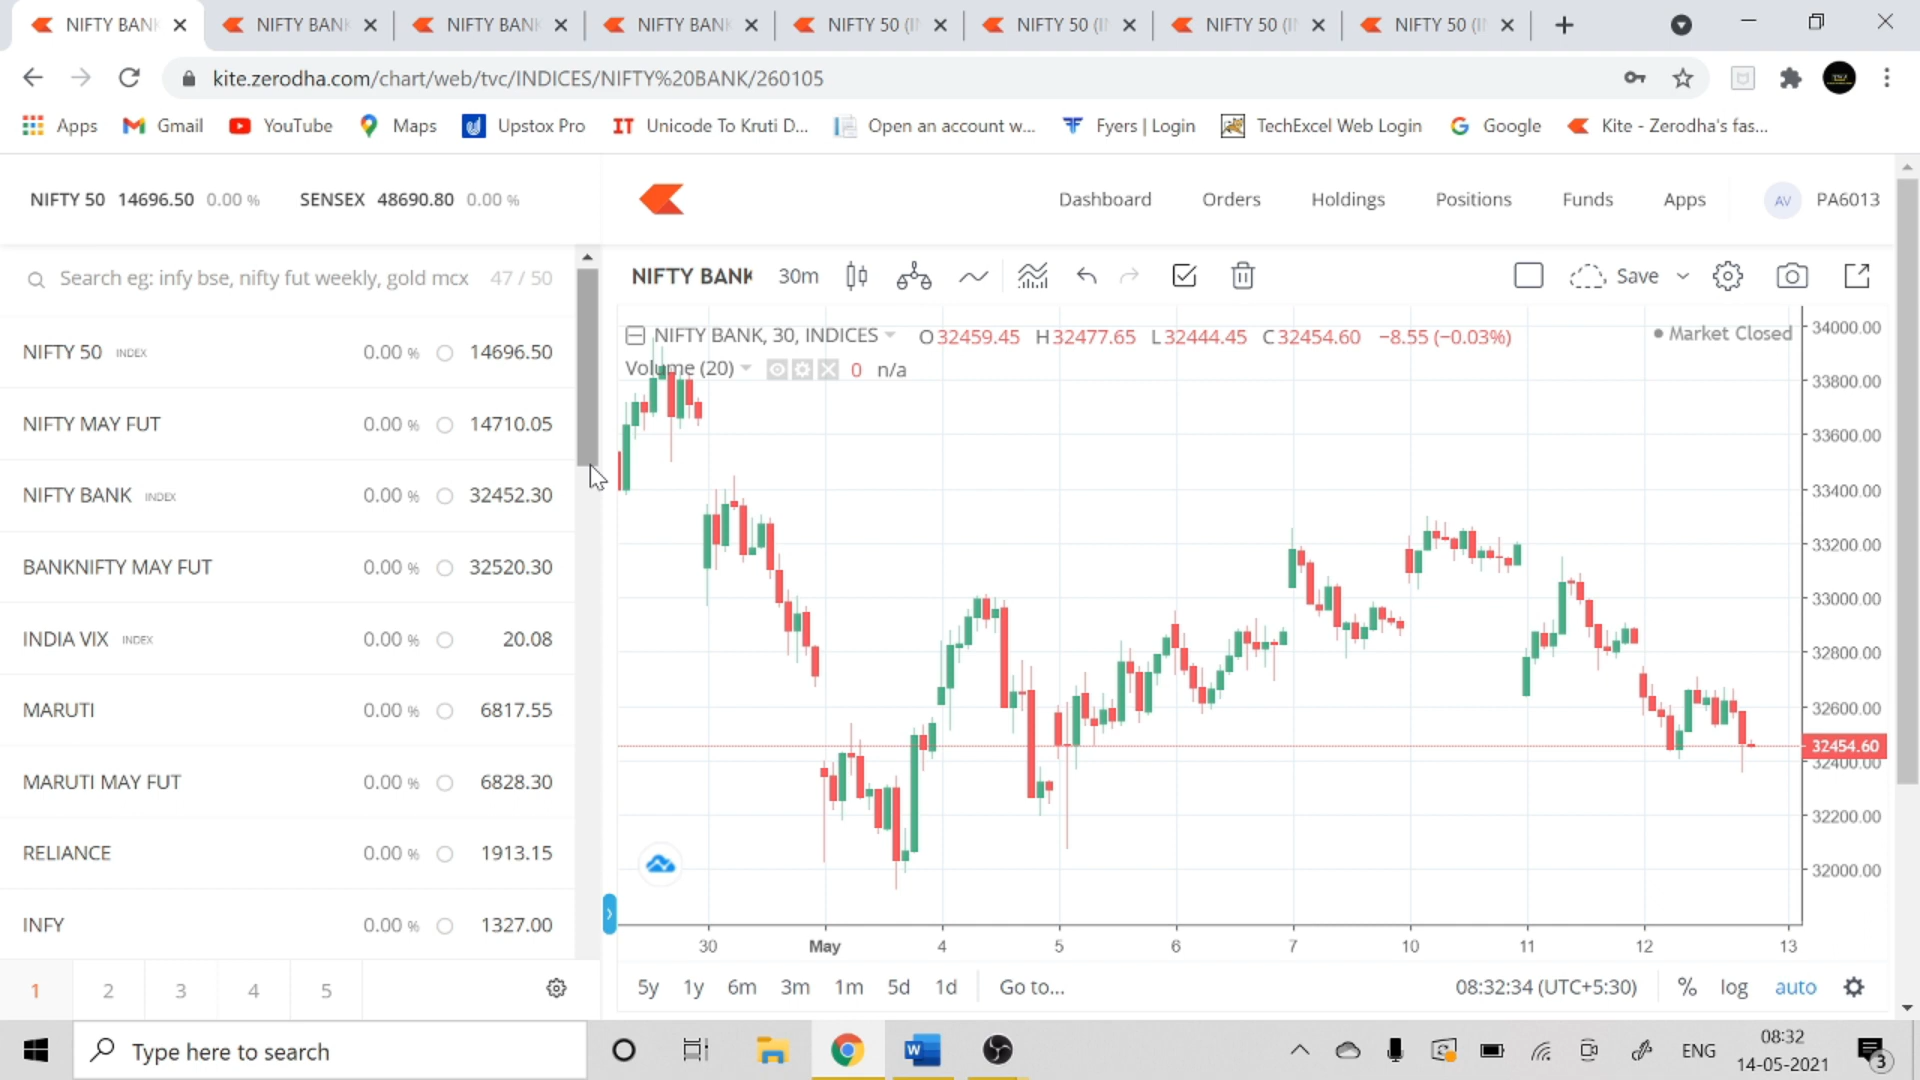 NIFTY BANK
NIFTY BANK
NIFTY BANK
NIFTY BANK
NIFTY 50 (I
NIFTY 50 (I
NIFTY 50 (I
NIFTY 50 (I
kite.zerodha.com/chart/web/tvc/INDICES/NIFTY%20BANK/260105
Apps Gmail YouTube Maps Upstox Pro Unicode To Kruti D... Open an account w... Fyers | Login TechExcel Web Login Google Kite - Zerodha's fas...
NIFTY 50 14696.50 0.00 % SENSEX 48690.80 0.00 %
Dashboard Orders Holdings Positions Funds Apps AV PA6013
Search eg: infy bse, nifty fut weekly, gold mcx 47 / 50
NIFTY 50 INDEX 0.00 % 14696.50
NIFTY MAY FUT 0.00 % 14710.05
NIFTY BANK INDEX 0.00 % 32452.30
BANKNIFTY MAY FUT 0.00 % 32520.30
INDIA VIX INDEX 0.00 % 20.08
MARUTI 0.00 % 6817.55
MARUTI MAY FUT 0.00 % 6828.30
RELIANCE 0.00 % 1913.15
INFY 0.00 % 1327.00
1 2 3 4 5
NIFTY BANK 30m Save
NIFTY BANK, 30, INDICES O32459.45 H32477.65 L32444.45 C32454.60 −8.55 (−0.03%)
Market Closed
Volume (20) 0 n/a
34000.00
33800.00
33600.00
33400.00
33200.00
33000.00
32800.00
32600.00
32454.60
32400.00
32200.00
32000.00
30 May 4 5 6 7 10 11 12 13
5y 1y 6m 3m 1m 5d 1d Go to... 08:32:34 (UTC+5:30) % log auto
Type here to search
W
ENG
08:32
14-05-2021
3